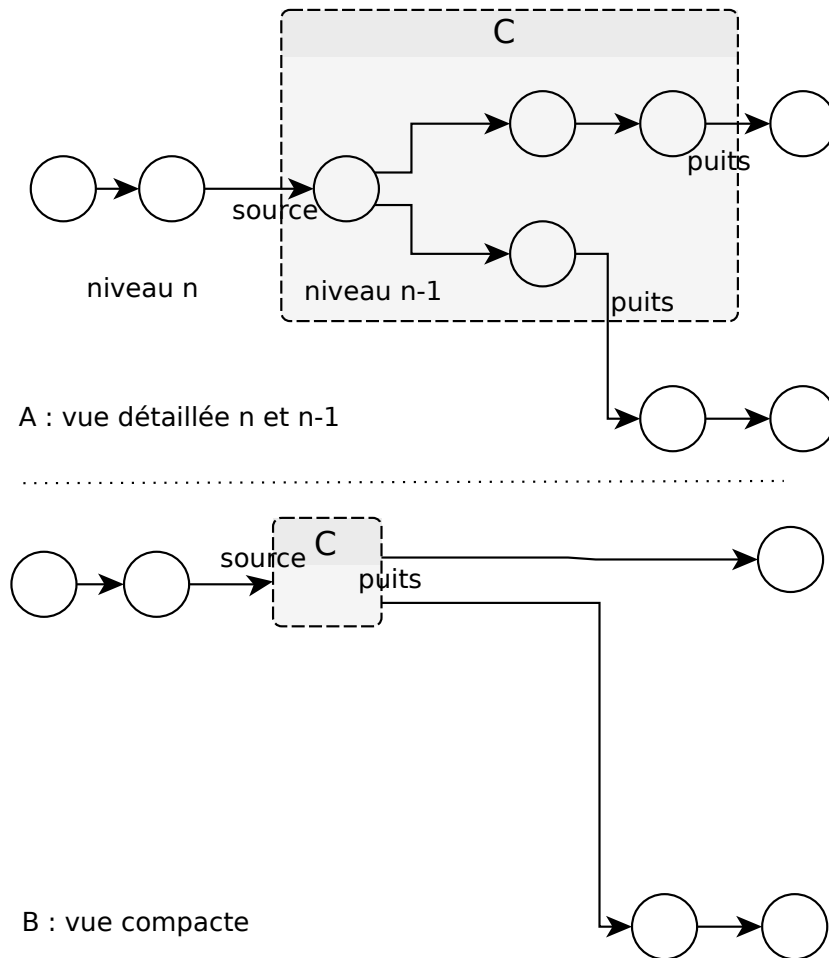 C
puits
source
niveau n
niveau n-1
puits
A : vue détaillée n et n-1
C
source
puits
B : vue compacte